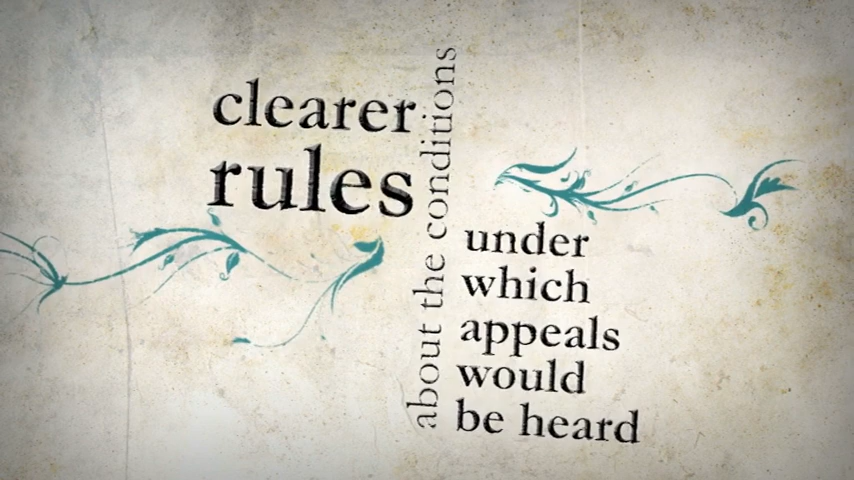 clearer
rules
about the conditions
under
which
appeals
would
be heard